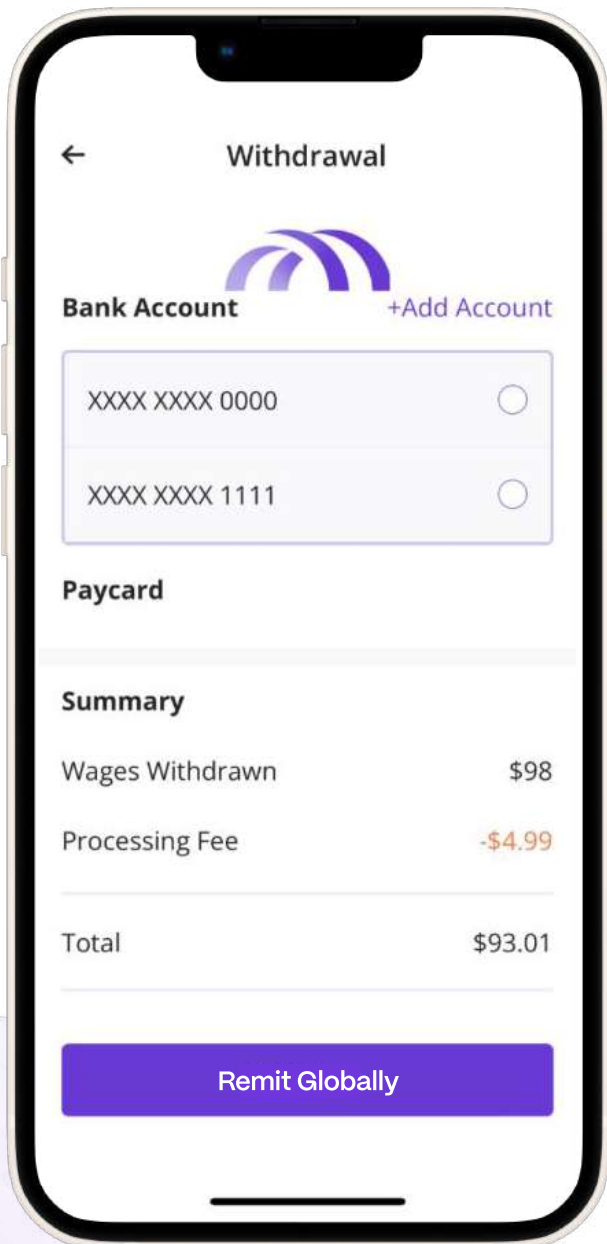 Withdrawal
Bank Account +Add Account
XXXX XXXX 0000
XXXX XXXX 1111
Paycard
Summary
Wages Withdrawn $98
Processing Fee -$4.99
Total $93.01
Remit Globally